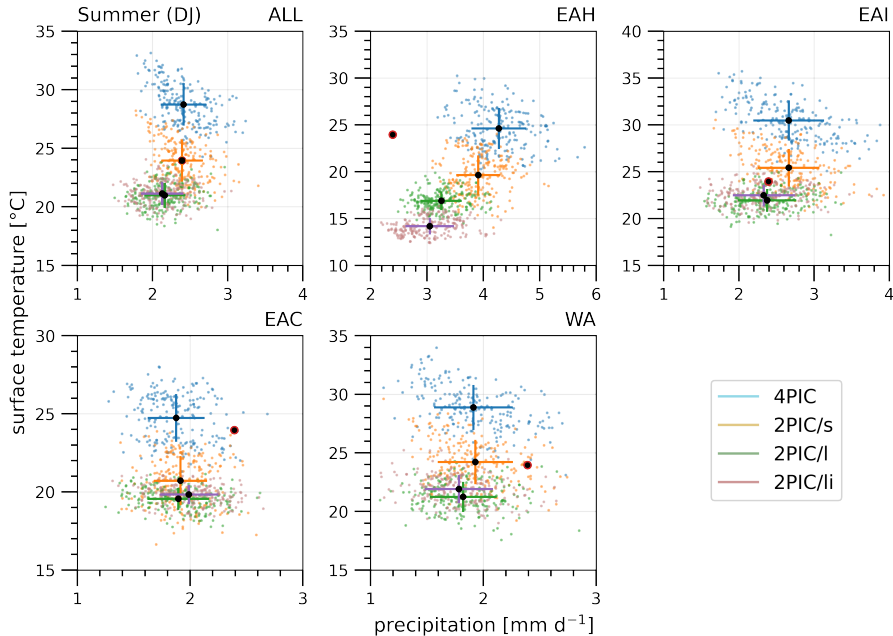 Summer (DJ) ALL EAH EAI
35 35 40
30 30 35
25 25 30
20 20 25
15 20
15 10 15
1 2 3 4 2 3 4 5 6 1 2 3 4
EAC WA
30 35
25 30
25
20 20
15 15
1 2 3 1 2 3
surface temperature [°C]
precipitation [mm d⁻¹]
4PIC
2PIC/s
2PIC/l
2PIC/li